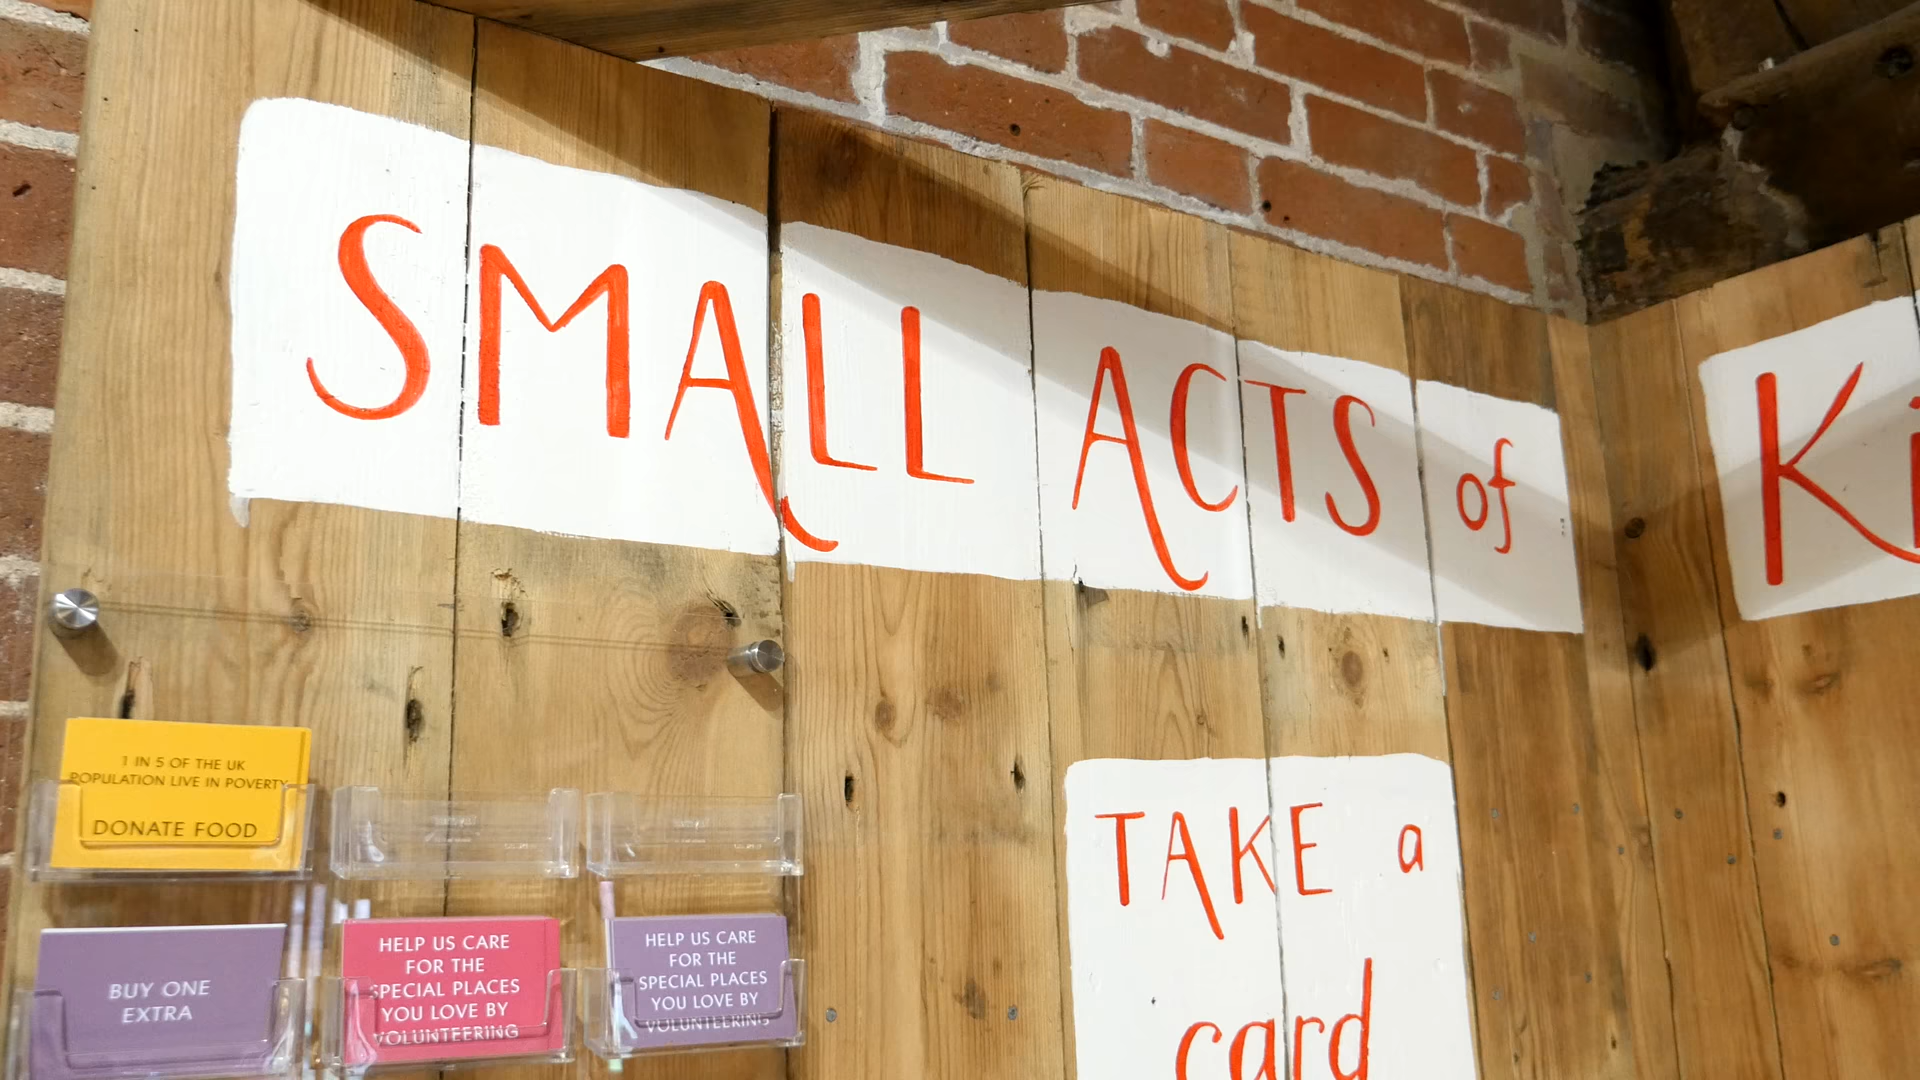 SMALL ACTS of Ki
TAKE a
card
1 IN 5 OF THE UK
POPULATION LIVE IN POVERTY
DONATE FOOD
BUY ONE
EXTRA
HELP US CARE
FOR THE
SPECIAL PLACES
YOU LOVE BY
VOLUNTEERING
HELP US CARE
FOR THE
SPECIAL PLACES
YOU LOVE BY
VOLUNTEERING